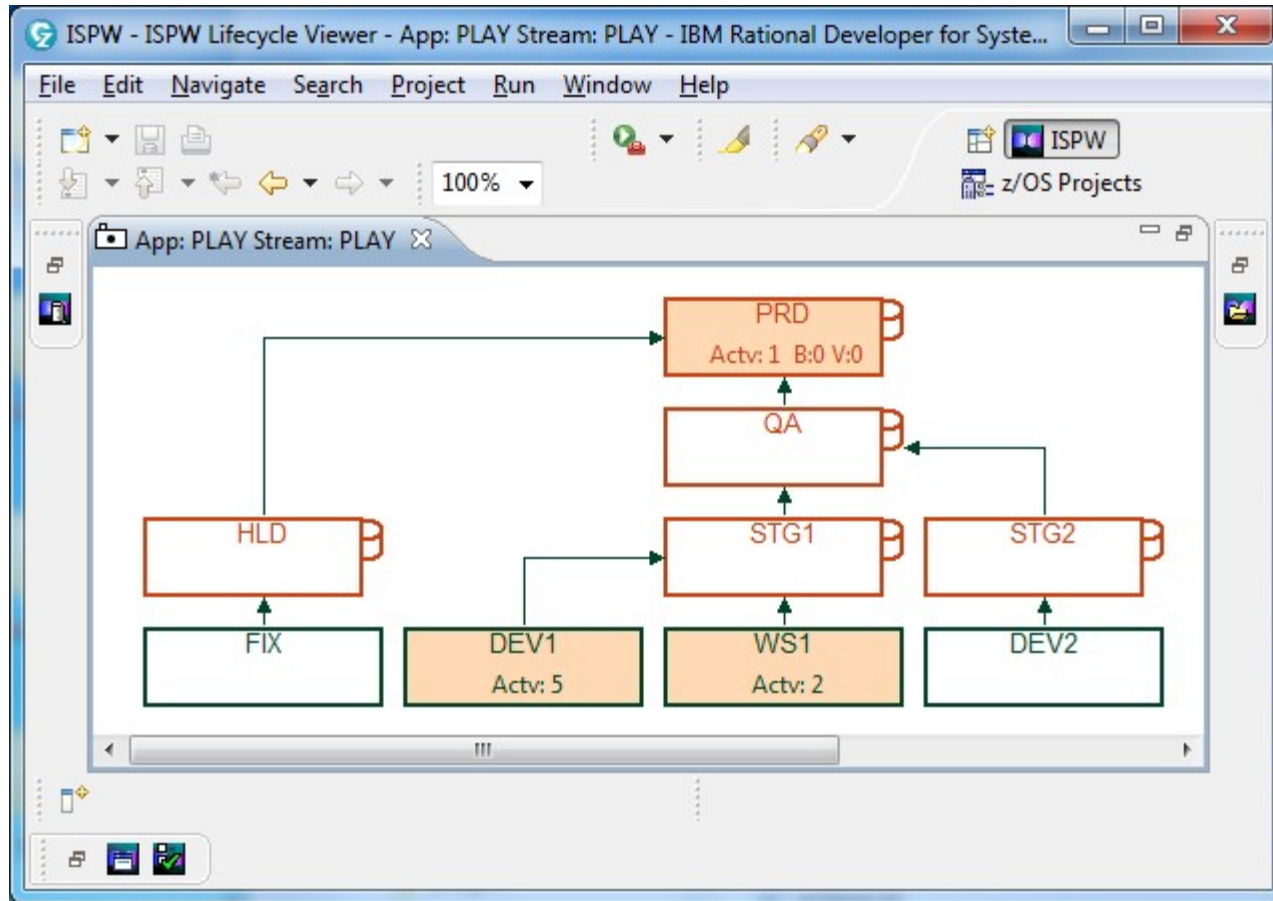 ISPW - ISPW Lifecycle Viewer - App: PLAY Stream: PLAY - IBM Rational Developer for Syste...
File Edit Navigate Search Project Run Window Help
ISPW
100%
z/OS Projects
App: PLAY Stream: PLAY
PRD
Actv: 1 B:0 V:0
QA
HLD STG1 STG2
FIX DEV1 WS1 DEV2
Actv: 5 Actv: 2